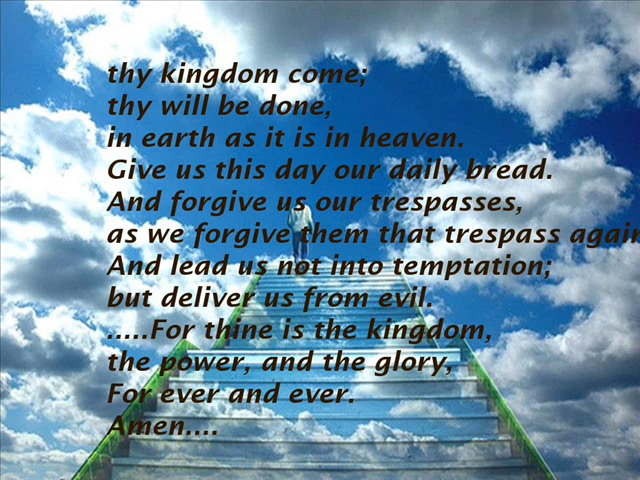 thy kingdom come;
thy will be done,
in earth as it is in heaven.
Give us this day our daily bread.
And forgive us our trespasses,
as we forgive them that trespass again
And lead us not into temptation;
but deliver us from evil.
.....For thine is the kingdom,
the power, and the glory,
For ever and ever.
Amen....